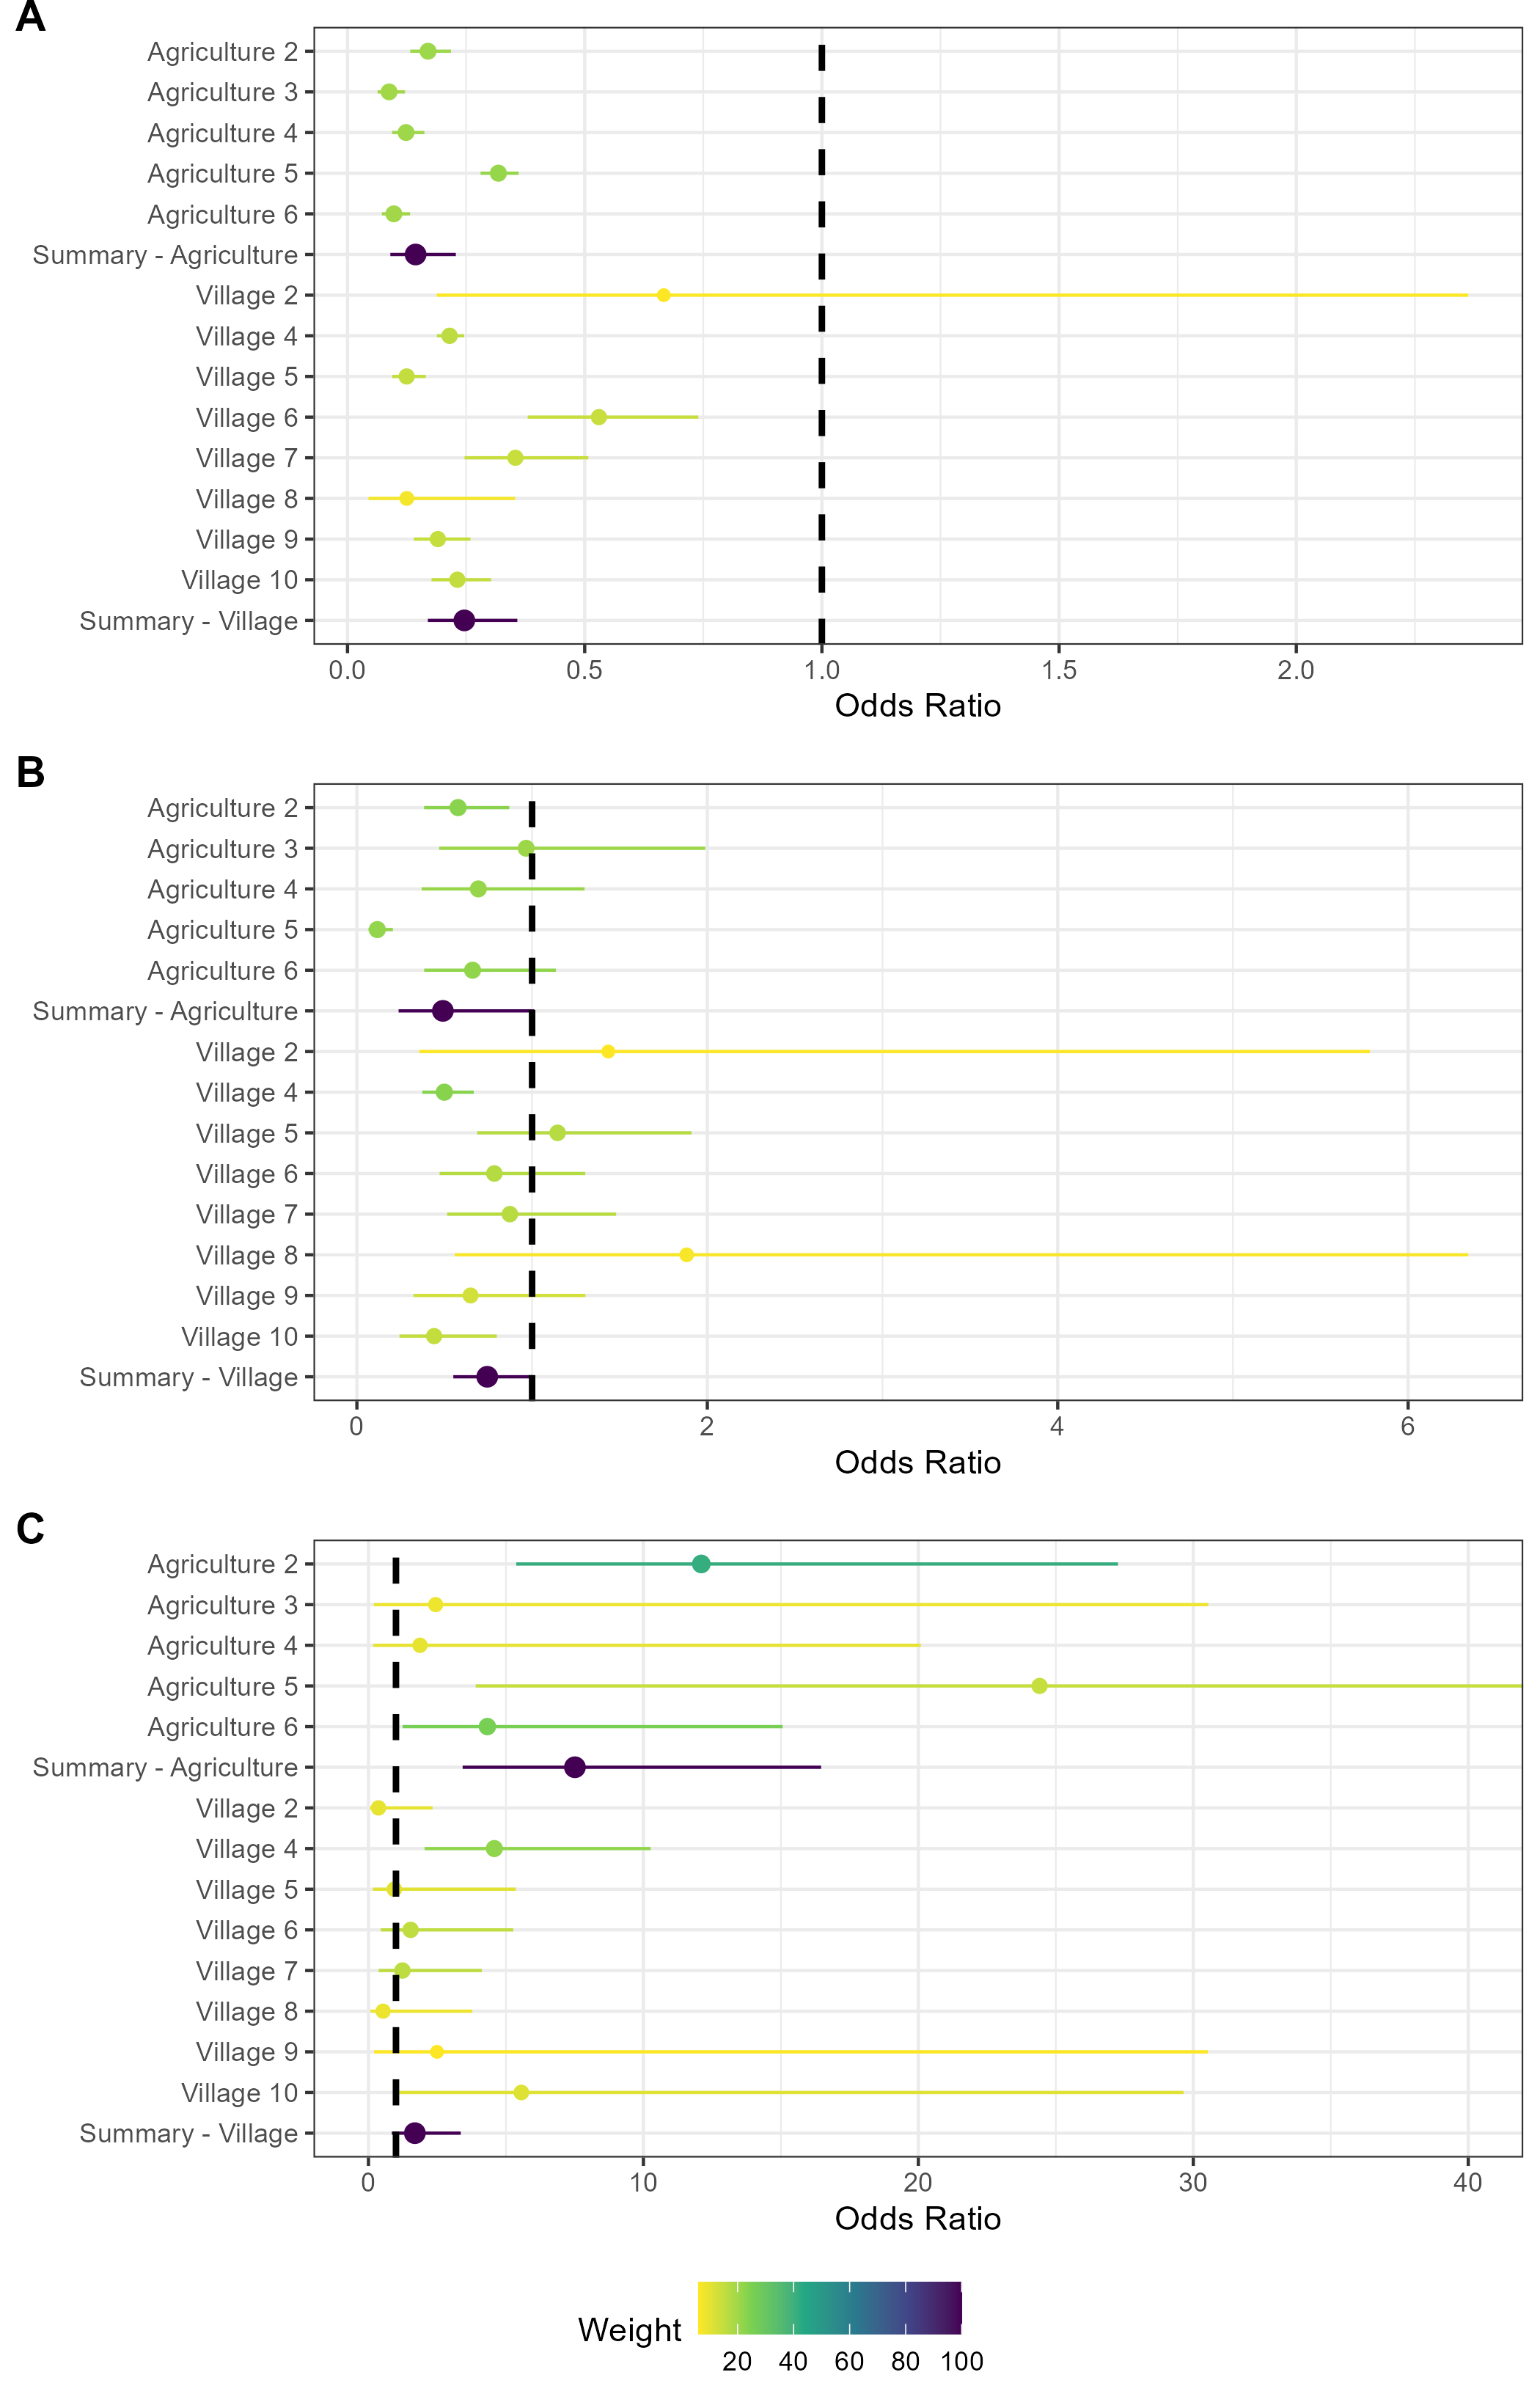 A
Agriculture 2
Agriculture 3
Agriculture 4
Agriculture 5
Agriculture 6
Summary - Agriculture
Village 2
Village 4
Village 5
Village 6
Village 7
Village 8
Village 9
Village 10
Summary - Village
0.0 0.5 1.0 1.5 2.0
Odds Ratio
B
Agriculture 2
Agriculture 3
Agriculture 4
Agriculture 5
Agriculture 6
Summary - Agriculture
Village 2
Village 4
Village 5
Village 6
Village 7
Village 8
Village 9
Village 10
Summary - Village
0 2 4 6
Odds Ratio
C
Agriculture 2
Agriculture 3
Agriculture 4
Agriculture 5
Agriculture 6
Summary - Agriculture
Village 2
Village 4
Village 5
Village 6
Village 7
Village 8
Village 9
Village 10
Summary - Village
0 10 20 30 40
Odds Ratio
Weight
20 40 60 80 100